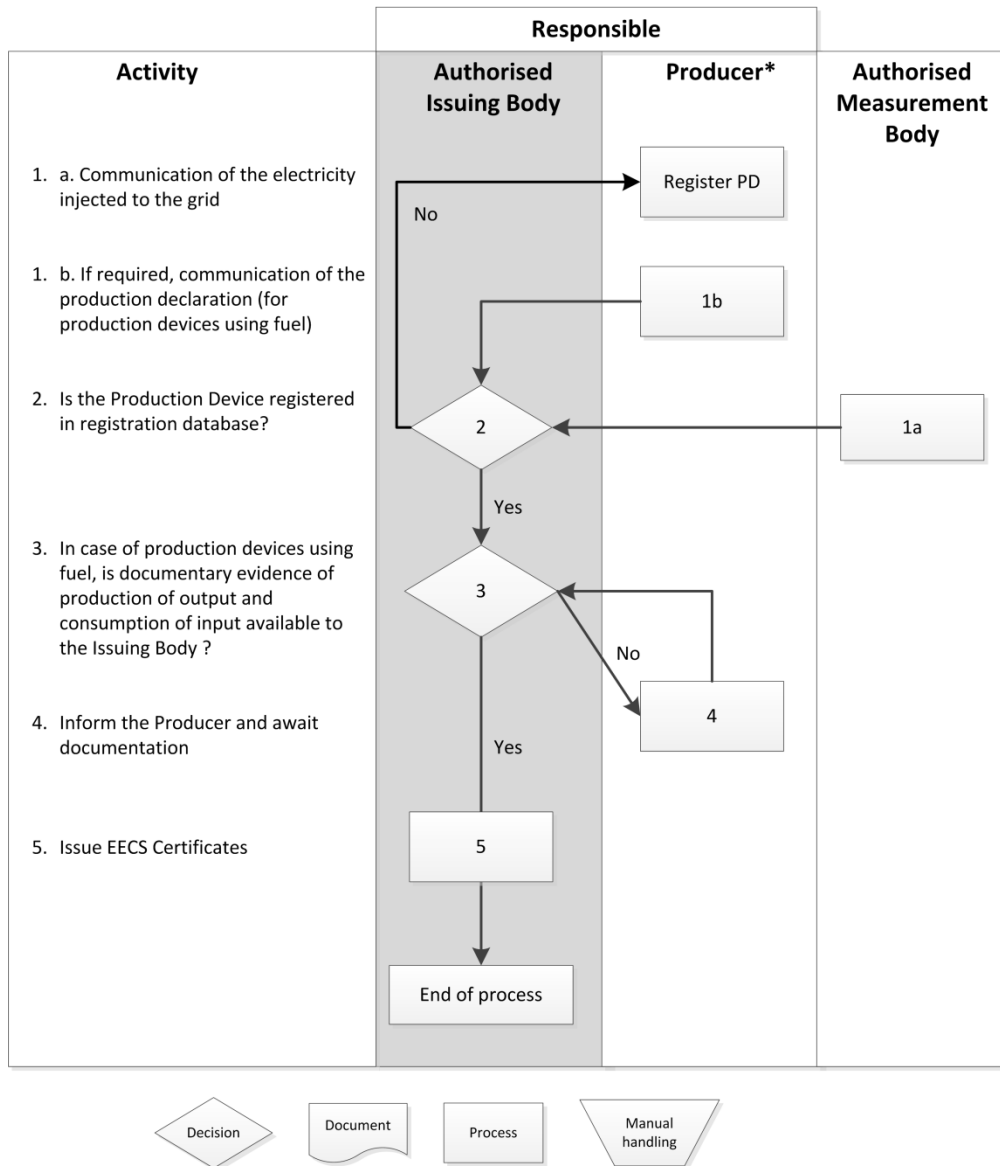 Responsible
Activity
Authorised
Issuing Body
Producer*
Authorised
Measurement
Body
1. a. Communication of the electricity
injected to the grid
Register PD
No
1. b. If required, communication of the
production declaration (for
production devices using fuel)
1b
2. Is the Production Device registered
in registration database?
2
1a
Yes
3. In case of production devices using
fuel, is documentary evidence of
production of output and
consumption of input available to
the Issuing Body ?
3
No
4. Inform the Producer and await
documentation
4
Yes
5. Issue EECS Certificates
5
End of process
Decision
Document
Process
Manual
handling